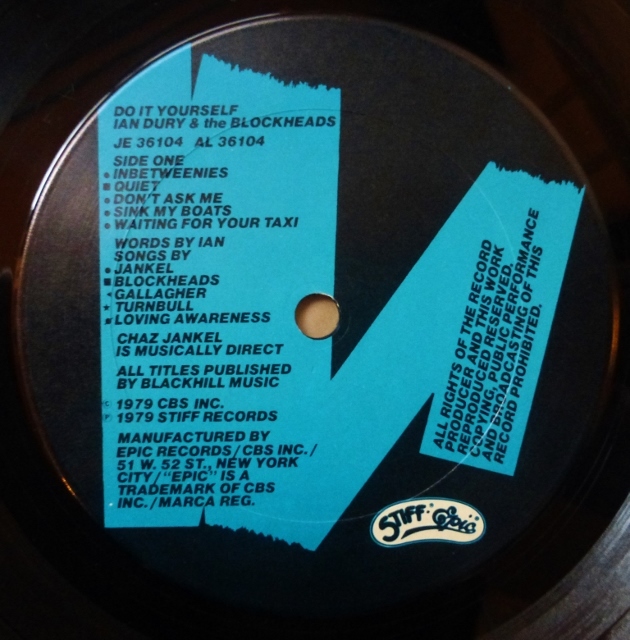 DO IT YOURSELF
IAN DURY & the BLOCKHEADS
JE 36104 AL 36104
SIDE ONE
• INBETWEENIES
■ QUIET
• DON'T ASK ME
• SINK MY BOATS
• WAITING FOR YOUR TAXI
WORDS BY IAN
SONGS BY
• JANKEL
■ BLOCKHEADS
GALLAGHER
★ TURNBULL
LOVING AWARENESS
CHAZ JANKEL
IS MUSICALLY DIRECT
ALL TITLES PUBLISHED
BY BLACKHILL MUSIC
© 1979 CBS INC.
℗ 1979 STIFF RECORDS
MANUFACTURED BY
EPIC RECORDS/CBS INC./
51 W. 52 ST., NEW YORK
CITY/"EPIC" IS A
TRADEMARK OF CBS
INC./MARCA REG.
ALL RIGHTS OF THE RECORD
PRODUCER AND THIS WORK
REPRODUCED RESERVED.
COPYING, PUBLIC PERFORMANCE
AND BROADCASTING OF THIS
RECORD PROHIBITED.
STIFF Epic